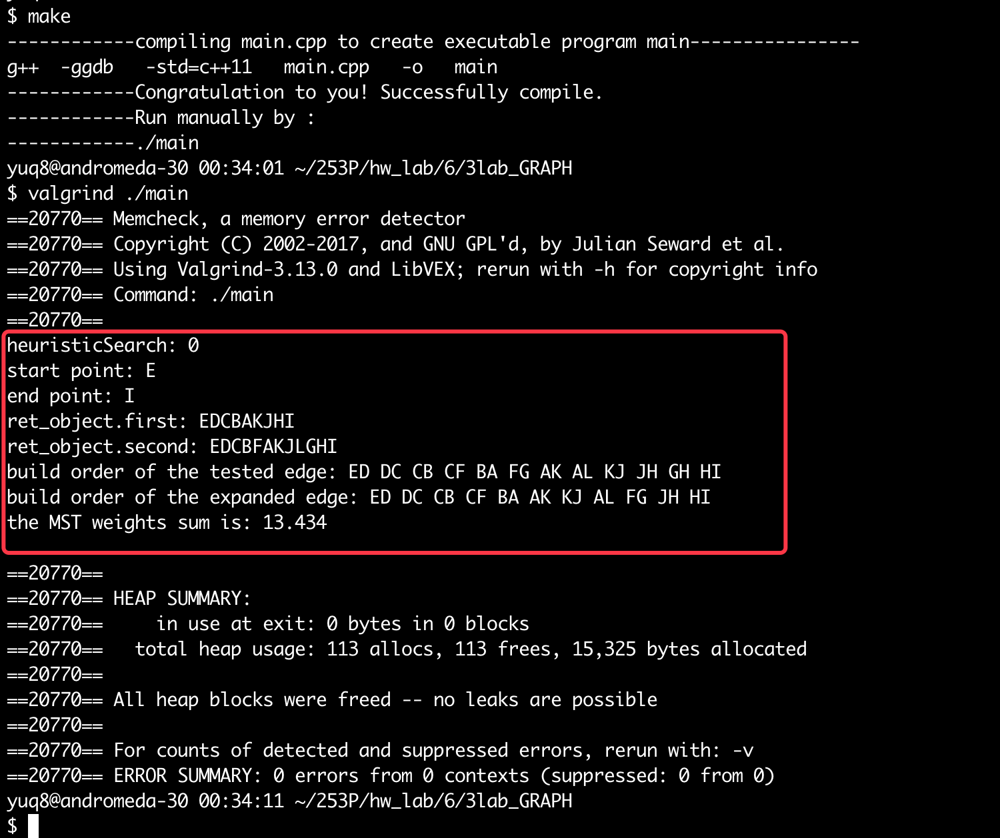 $ make
------------compiling main.cpp to create executable program main----------------
g++  -ggdb   -std=c++11   main.cpp   -o   main
------------Congratulation to you! Successfully compile.
------------Run manually by :
------------./main
yuq8@andromeda-30 00:34:01 ~/253P/hw_lab/6/3lab_GRAPH
$ valgrind ./main
==20770== Memcheck, a memory error detector
==20770== Copyright (C) 2002-2017, and GNU GPL'd, by Julian Seward et al.
==20770== Using Valgrind-3.13.0 and LibVEX; rerun with -h for copyright info
==20770== Command: ./main
==20770==
heuristicSearch: 0
start point: E
end point: I
ret_object.first: EDCBAKJHI
ret_object.second: EDCBFAKJLGHI
build order of the tested edge: ED DC CB CF BA FG AK AL KJ JH GH HI
build order of the expanded edge: ED DC CB CF BA AK KJ AL FG JH HI
the MST weights sum is: 13.434
==20770==
==20770== HEAP SUMMARY:
==20770==     in use at exit: 0 bytes in 0 blocks
==20770==   total heap usage: 113 allocs, 113 frees, 15,325 bytes allocated
==20770==
==20770== All heap blocks were freed -- no leaks are possible
==20770==
==20770== For counts of detected and suppressed errors, rerun with: -v
==20770== ERROR SUMMARY: 0 errors from 0 contexts (suppressed: 0 from 0)
yuq8@andromeda-30 00:34:11 ~/253P/hw_lab/6/3lab_GRAPH
$